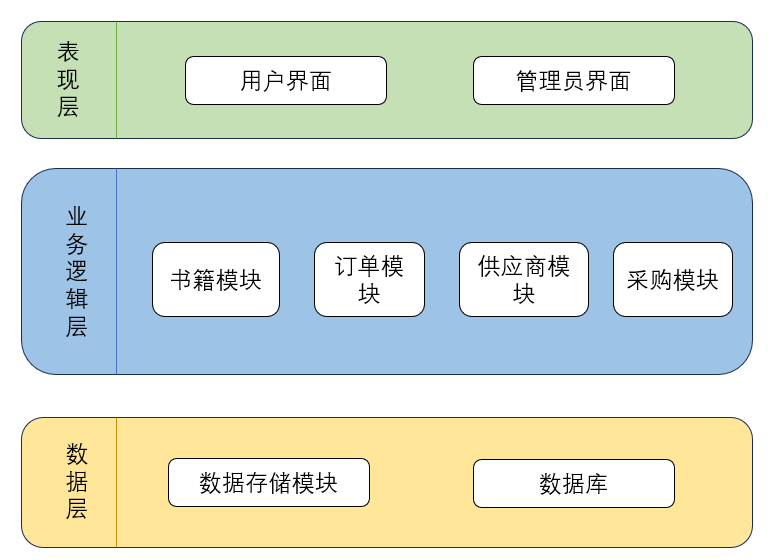 表
现
层
用户界面
管理员界面
业
务
逻
辑
层
书籍模块
订单模
块
供应商模
块
采购模块
数
据
层
数据存储模块
数据库